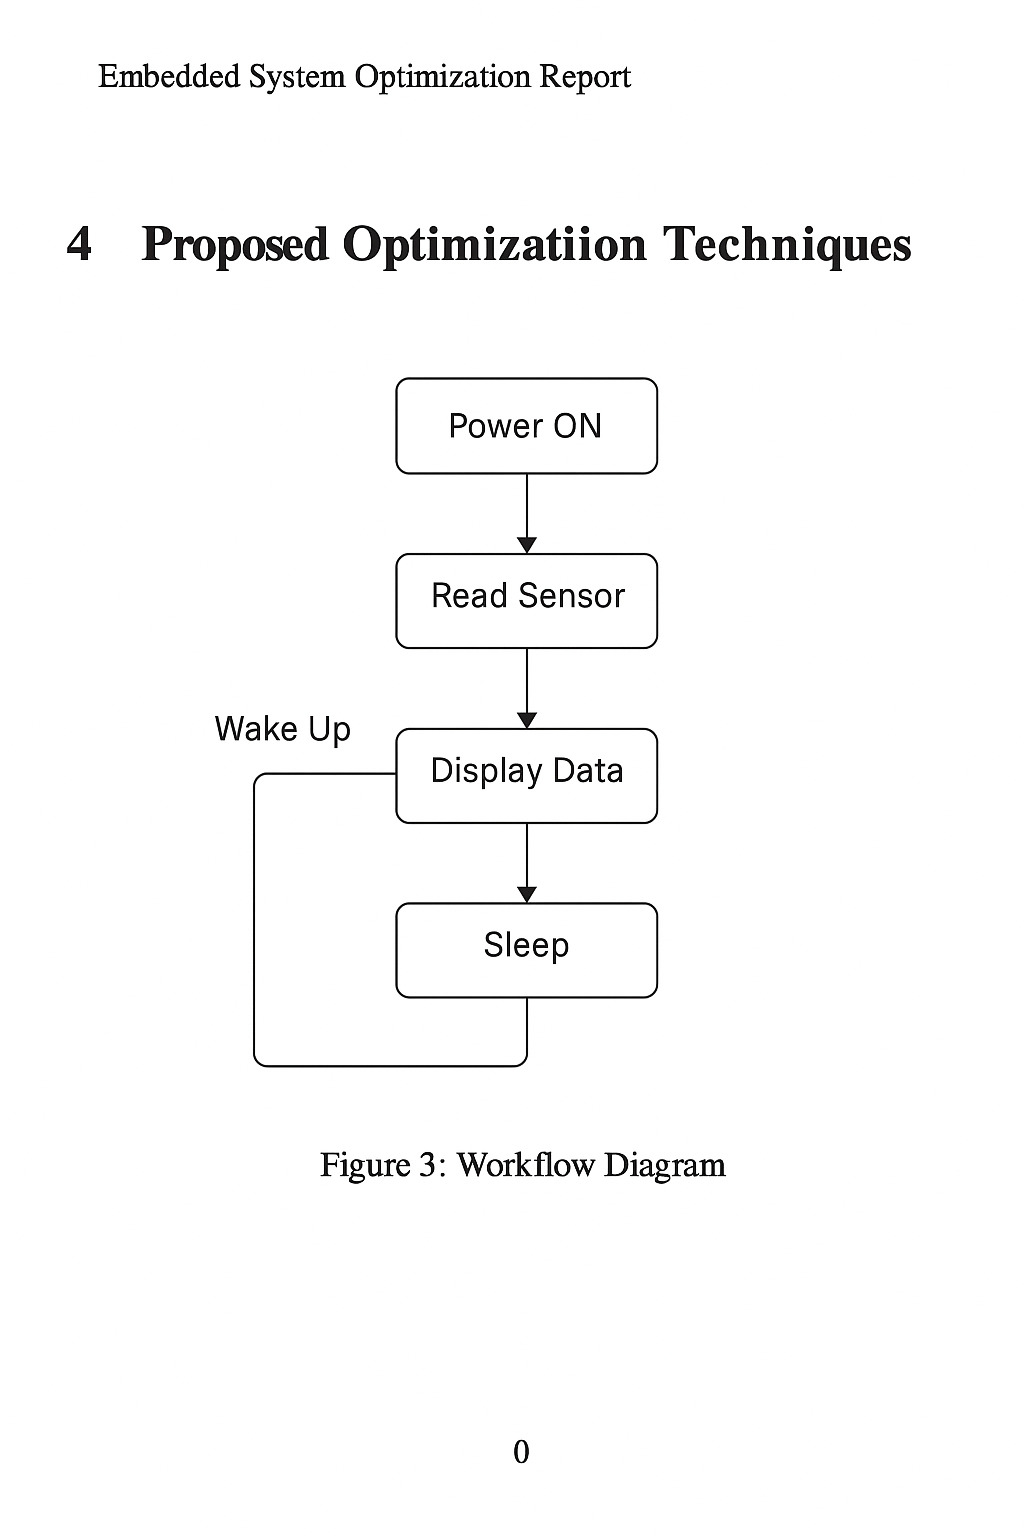 Embedded System Optimization Report
4 Proposed Optimizatiion Techniques
Power ON
Read Sensor
Wake Up
Display Data
Sleep
Figure 3: Workflow Diagram
0